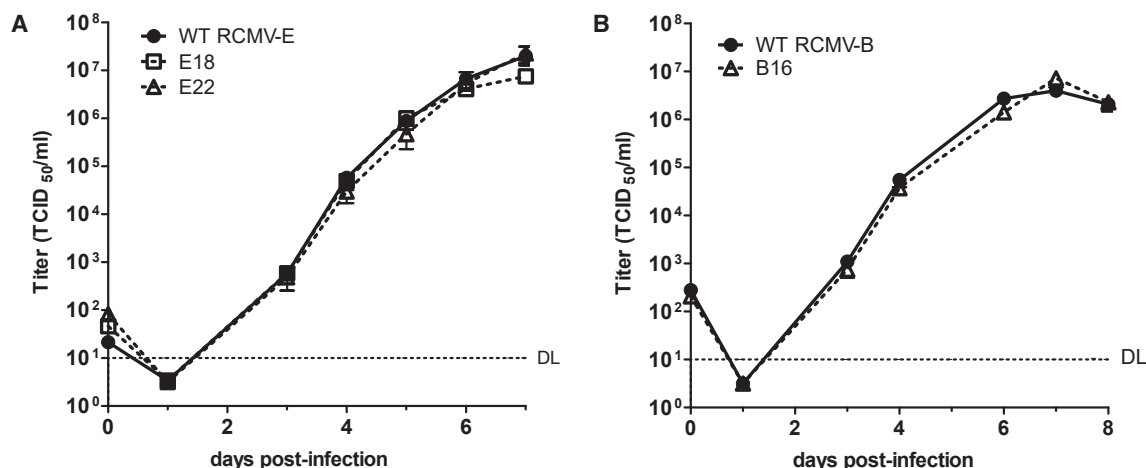 A
WT RCMV-E
E18
E22
Titer (TCID 50/ml)
10⁸
10⁷
10⁶
10⁵
10⁴
10³
10²
10¹
10⁰
DL
0 2 4 6
days post-infection
B
WT RCMV-B
B16
Titer (TCID 50/ml)
10⁸
10⁷
10⁶
10⁵
10⁴
10³
10²
10¹
10⁰
DL
0 2 4 6 8
days post-infection